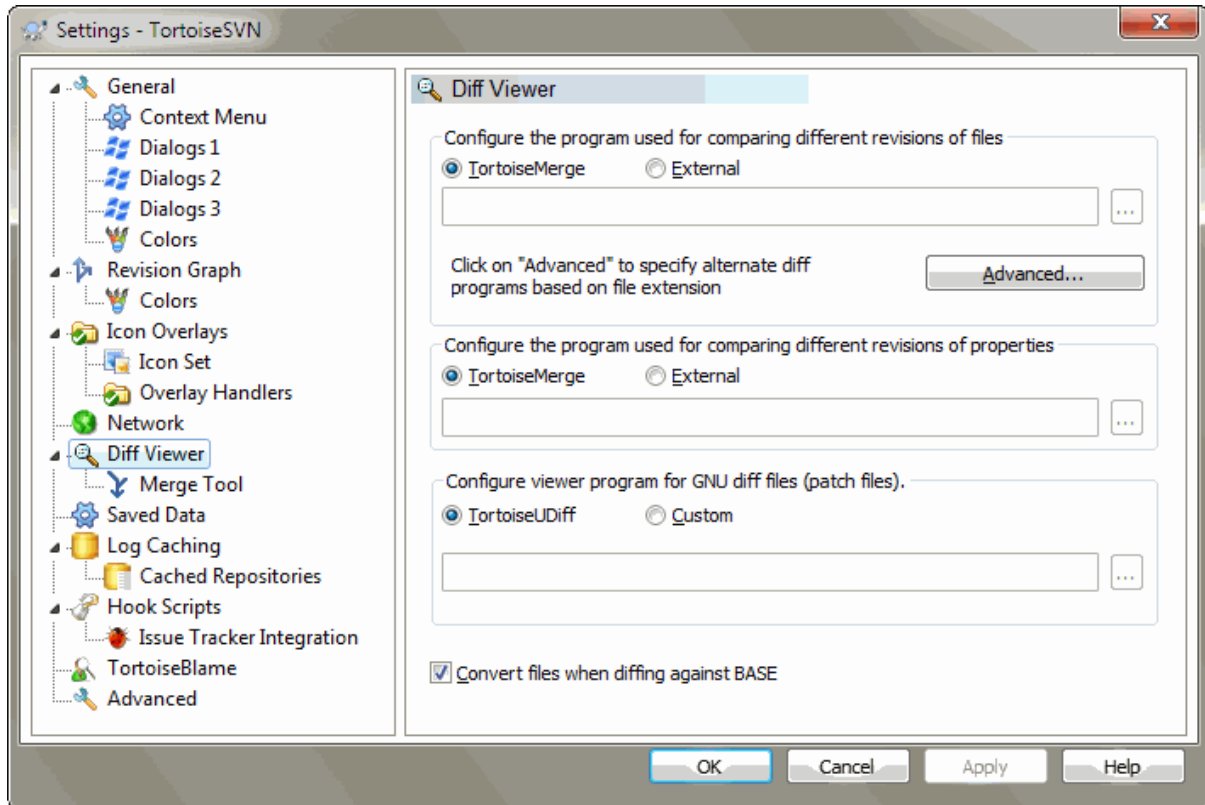 Settings - TortoiseSVN
General
Context Menu
Dialogs 1
Dialogs 2
Dialogs 3
Colors
Revision Graph
Colors
Icon Overlays
Icon Set
Overlay Handlers
Network
Diff Viewer
Merge Tool
Saved Data
Log Caching
Cached Repositories
Hook Scripts
Issue Tracker Integration
TortoiseBlame
Advanced
Diff Viewer
Configure the program used for comparing different revisions of files
TortoiseMerge External
...
Click on "Advanced" to specify alternate diff
programs based on file extension
Advanced...
Configure the program used for comparing different revisions of properties
TortoiseMerge External
...
Configure viewer program for GNU diff files (patch files).
TortoiseUDiff Custom
...
Convert files when diffing against BASE
OK Cancel Apply Help